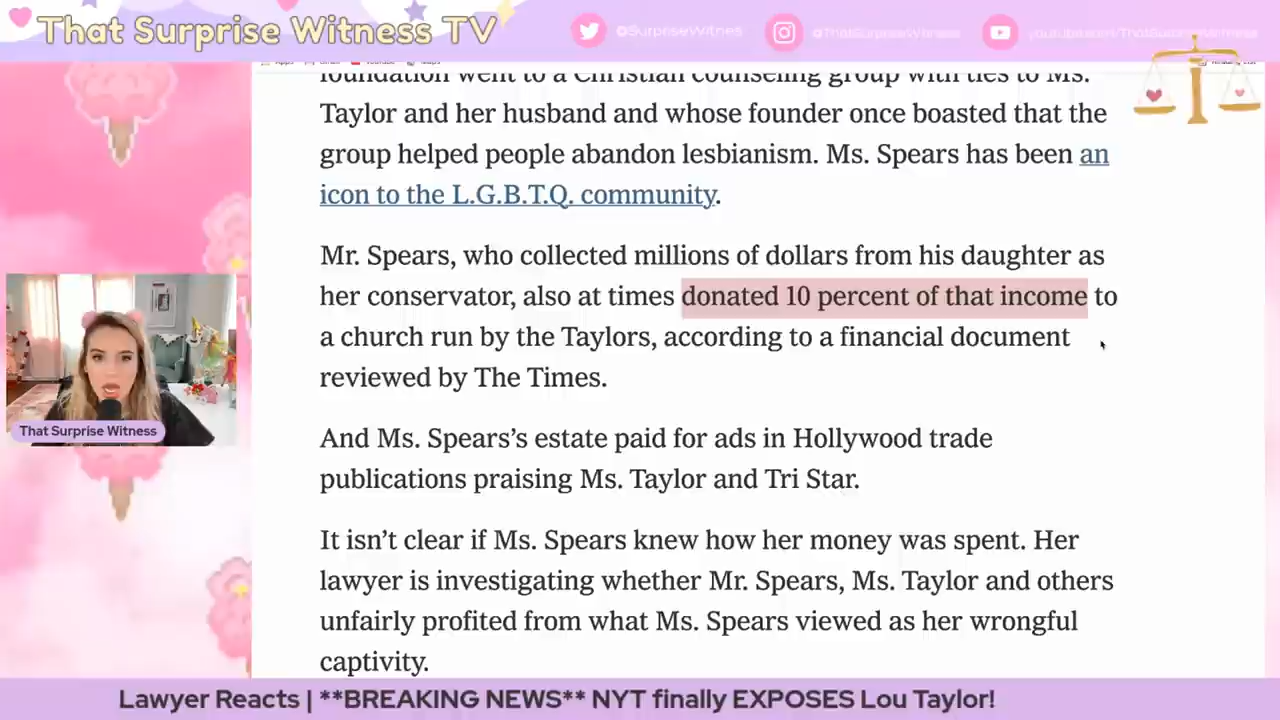 That Surprise Witness TV
@SurpriseWitnes
@ThatSurpriseWitness
youtube.com/ThatSurpriseWitness
foundation went to a Christian counseling group with ties to Ms.
Taylor and her husband and whose founder once boasted that the
group helped people abandon lesbianism. Ms. Spears has been an
icon to the L.G.B.T.Q. community.
Mr. Spears, who collected millions of dollars from his daughter as
her conservator, also at times donated 10 percent of that income to
a church run by the Taylors, according to a financial document
reviewed by The Times.
And Ms. Spears’s estate paid for ads in Hollywood trade
publications praising Ms. Taylor and Tri Star.
It isn’t clear if Ms. Spears knew how her money was spent. Her
lawyer is investigating whether Mr. Spears, Ms. Taylor and others
unfairly profited from what Ms. Spears viewed as her wrongful
captivity.
That Surprise Witness
Lawyer Reacts | **BREAKING NEWS** NYT finally EXPOSES Lou Taylor!